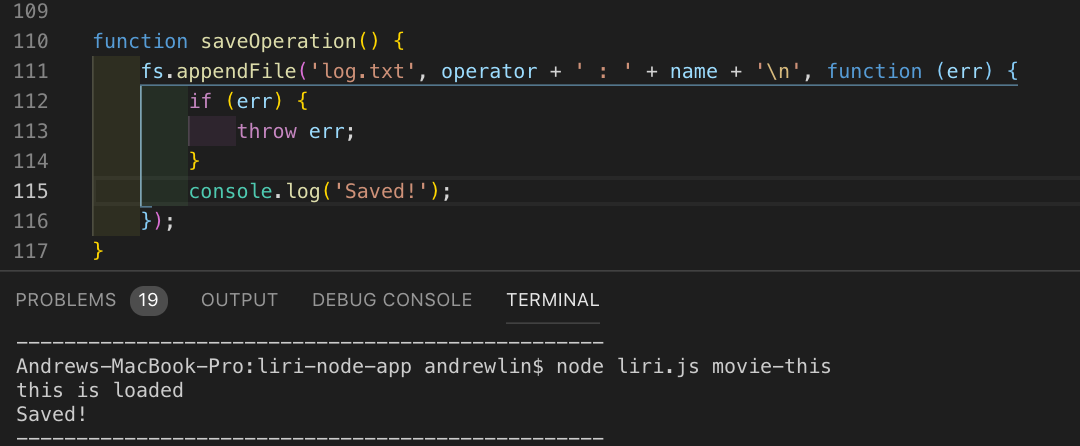 109
110 function saveOperation() {
111 fs.appendFile('log.txt', operator + ' : ' + name + '\n', function (err) {
112 if (err) {
113 throw err;
114 }
115 console.log('Saved!');
116 });
117 }
PROBLEMS 19 OUTPUT DEBUG CONSOLE TERMINAL
-------------------------------------------------
Andrews-MacBook-Pro:liri-node-app andrewlin$ node liri.js movie-this
this is loaded
Saved!
-------------------------------------------------